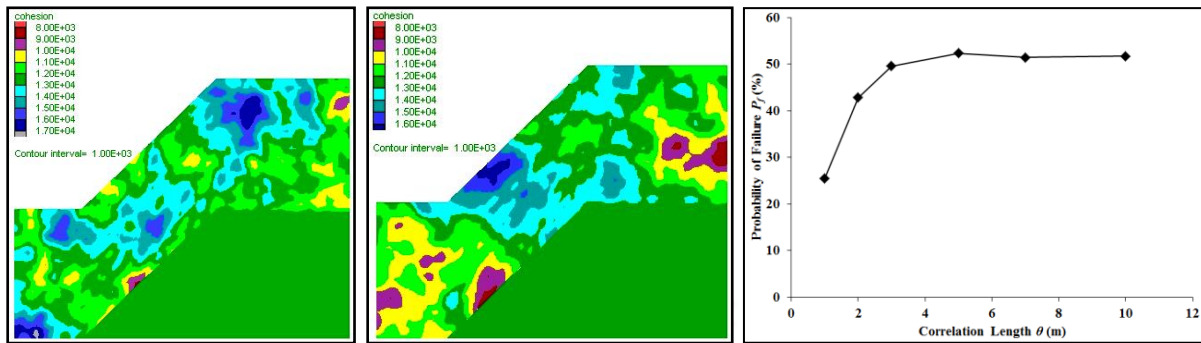 cohesion
8.00E+03
9.00E+03
1.00E+04
1.10E+04
1.20E+04
1.30E+04
1.40E+04
1.50E+04
1.60E+04
1.70E+04
Contour interval= 1.00E+03
cohesion
8.00E+03
9.00E+03
1.00E+04
1.10E+04
1.20E+04
1.30E+04
1.40E+04
1.50E+04
1.60E+04
Contour interval= 1.00E+03
Probability of Failure Pf (%)
60
50
40
30
20
10
0
0 2 4 6 8 10 12
Correlation Length θ (m)